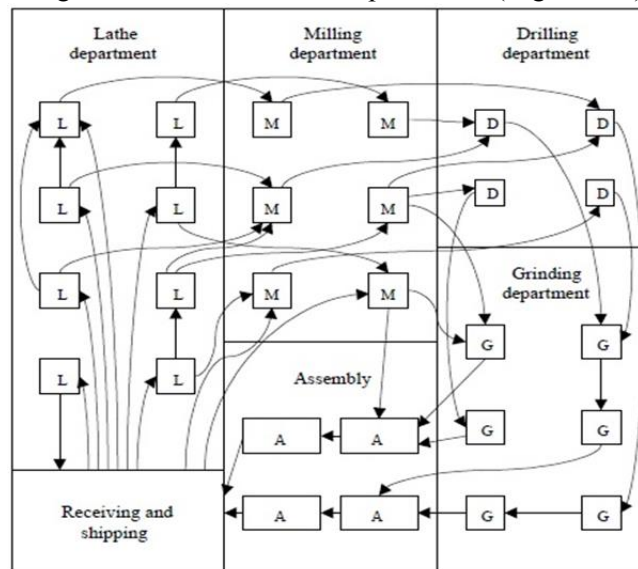 Lathe
department
Milling
department
Drilling
department
L L M M D D
L L M M D D
L L M M
Grinding
department
G G
L L
Assembly
A A G G
Receiving and
shipping
A A G G